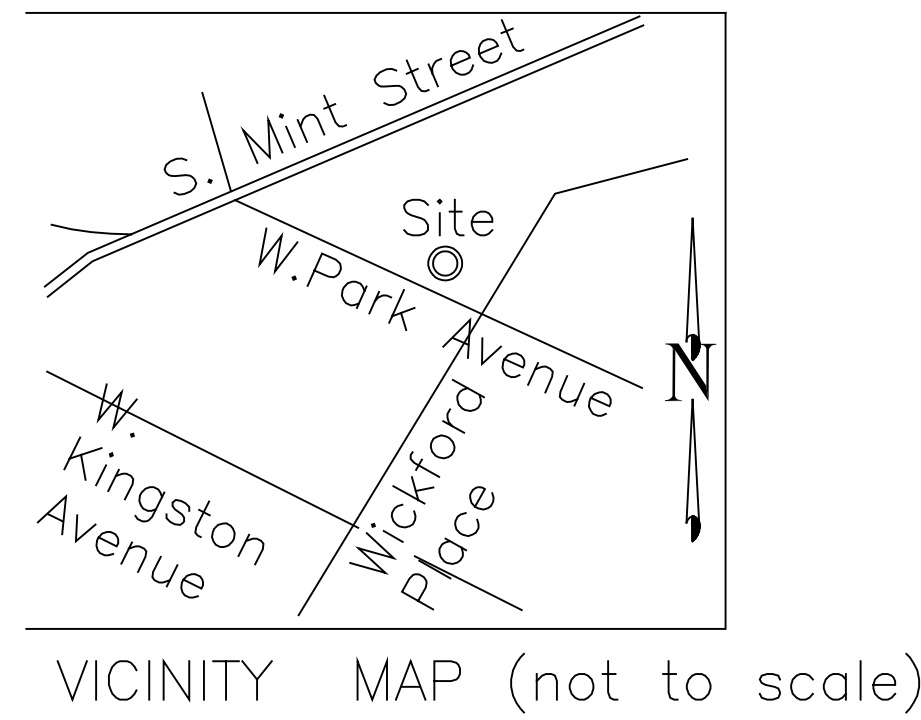 S. Mint Street
Site
W. Park Avenue
N
W.
Kingston
Avenue
Wickford
Place
VICINITY MAP (not to scale)